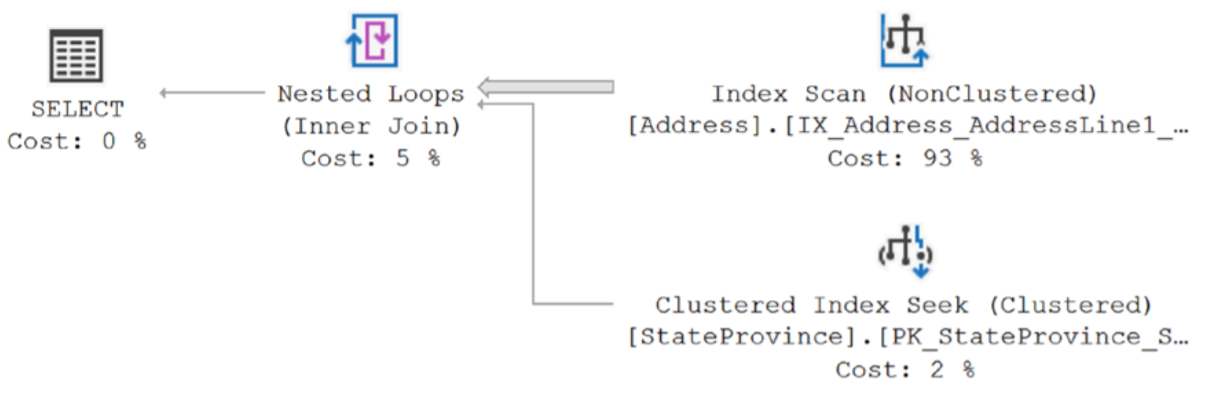 SELECT
Cost: 0 %
Nested Loops
(Inner Join)
Cost: 5 %
Index Scan (NonClustered)
[Address].[IX_Address_AddressLine1_…
Cost: 93 %
Clustered Index Seek (Clustered)
[StateProvince].[PK_StateProvince_S…
Cost: 2 %